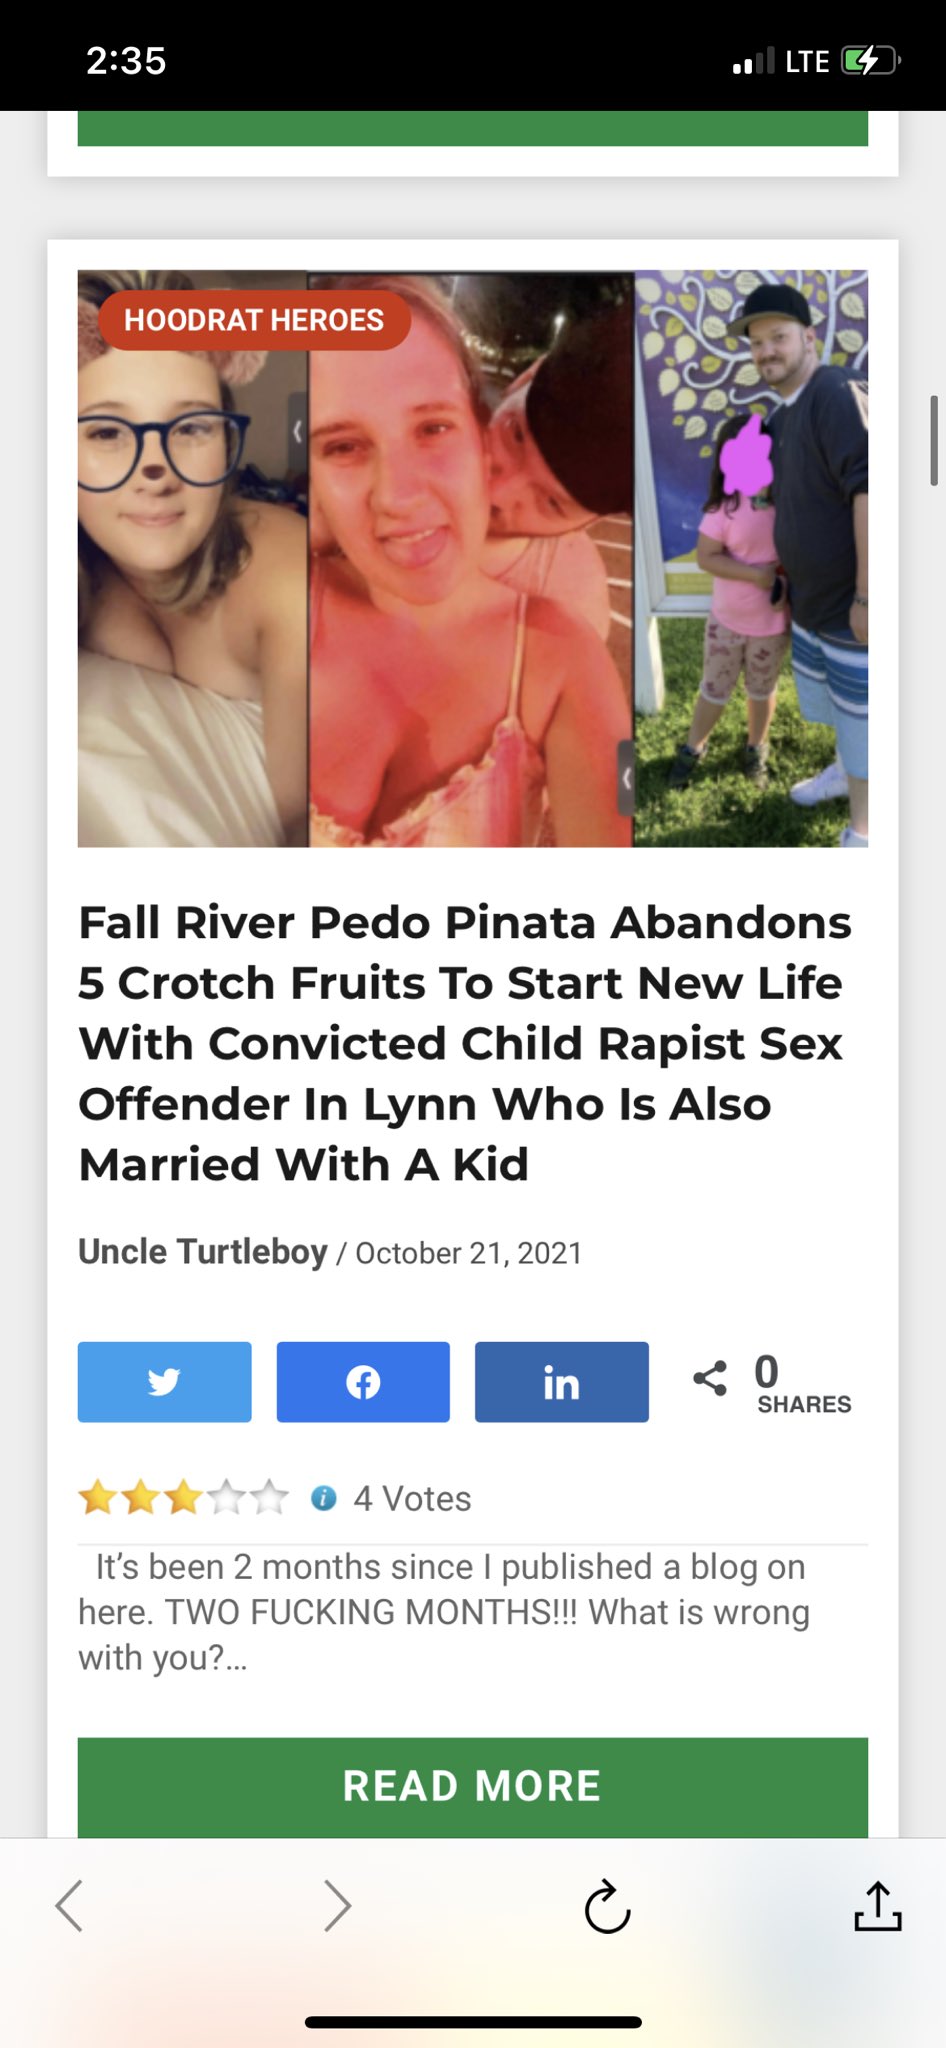 2:35
LTE
HOODRAT HEROES
Fall River Pedo Pinata Abandons
5 Crotch Fruits To Start New Life
With Convicted Child Rapist Sex
Offender In Lynn Who Is Also
Married With A Kid
Uncle Turtleboy / October 21, 2021
in
0
SHARES
i 4 Votes
It’s been 2 months since I published a blog on
here. TWO FUCKING MONTHS!!! What is wrong
with you?...
READ MORE